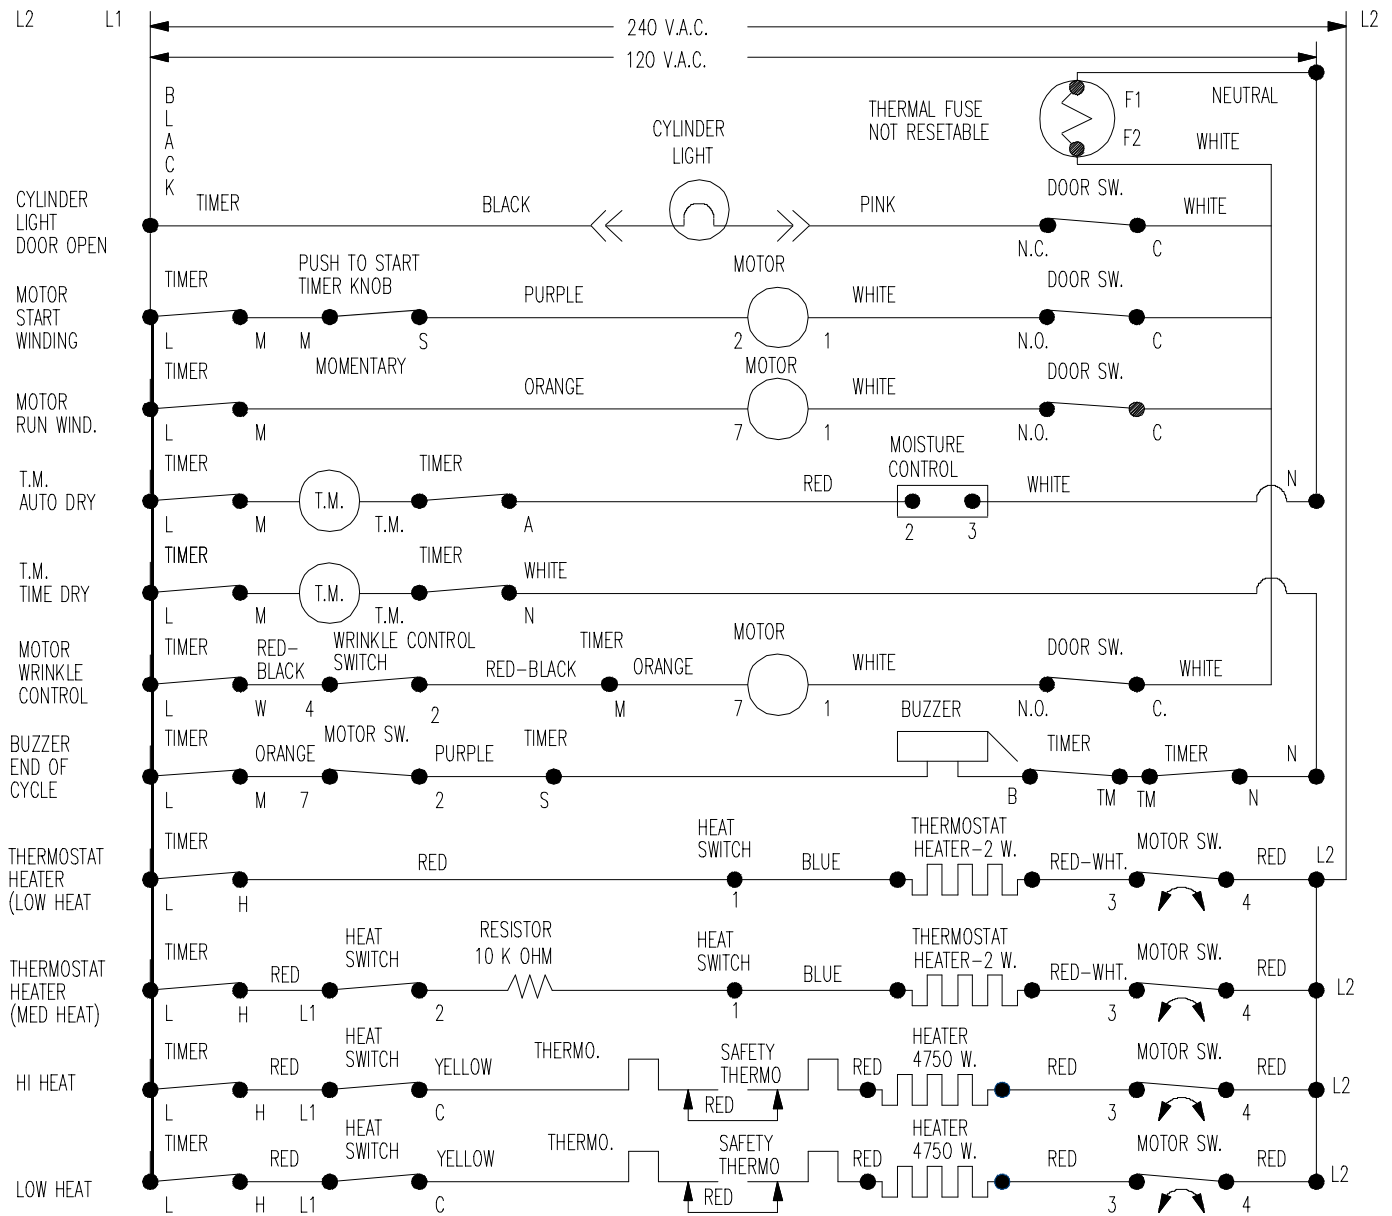 L2 L1 240 V.A.C. L2
120 V.A.C.
BLACK
THERMAL FUSE
NOT RESETABLE
F1
F2
NEUTRAL
WHITE
CYLINDER
LIGHT
CYLINDER
LIGHT
DOOR OPEN
TIMER BLACK PINK DOOR SW. WHITE
N.C. C
MOTOR
START
WINDING
TIMER
PUSH TO START
TIMER KNOB
PURPLE MOTOR WHITE DOOR SW.
L M M S 2 1 N.O. C
MOMENTARY
MOTOR
RUN WIND.
TIMER ORANGE MOTOR WHITE DOOR SW.
L M 7 1 N.O. C
T.M.
AUTO DRY
TIMER T.M. TIMER RED
MOISTURE
CONTROL
WHITE N
L M T.M. A 2 3
T.M.
TIME DRY
TIMER T.M. TIMER WHITE
L M T.M. N
MOTOR
WRINKLE
CONTROL
TIMER
RED-
BLACK
WRINKLE CONTROL
SWITCH
RED-BLACK TIMER ORANGE MOTOR WHITE DOOR SW. WHITE
L W 4 2 M 7 1 N.O. C.
BUZZER
END OF
CYCLE
TIMER ORANGE MOTOR SW. PURPLE TIMER BUZZER TIMER TIMER N
L M 7 2 S B TM TM N
THERMOSTAT
HEATER
(LOW HEAT
TIMER RED
HEAT
SWITCH
BLUE
THERMOSTAT
HEATER-2 W.
RED-WHT. MOTOR SW. RED L2
L H 1 3 4
THERMOSTAT
HEATER
(MED HEAT)
TIMER RED
HEAT
SWITCH
RESISTOR
10 K OHM
HEAT
SWITCH
BLUE
THERMOSTAT
HEATER-2 W.
RED-WHT. MOTOR SW. RED L2
L H L1 2 1 3 4
HI HEAT
TIMER RED
HEAT
SWITCH
YELLOW THERMO.
SAFETY
THERMO
RED RED
HEATER
4750 W.
RED MOTOR SW. RED L2
L H L1 C 3 4
LOW HEAT
TIMER RED
HEAT
SWITCH
YELLOW THERMO.
SAFETY
THERMO
RED RED
HEATER
4750 W.
RED MOTOR SW. RED L2
L H L1 C 3 4